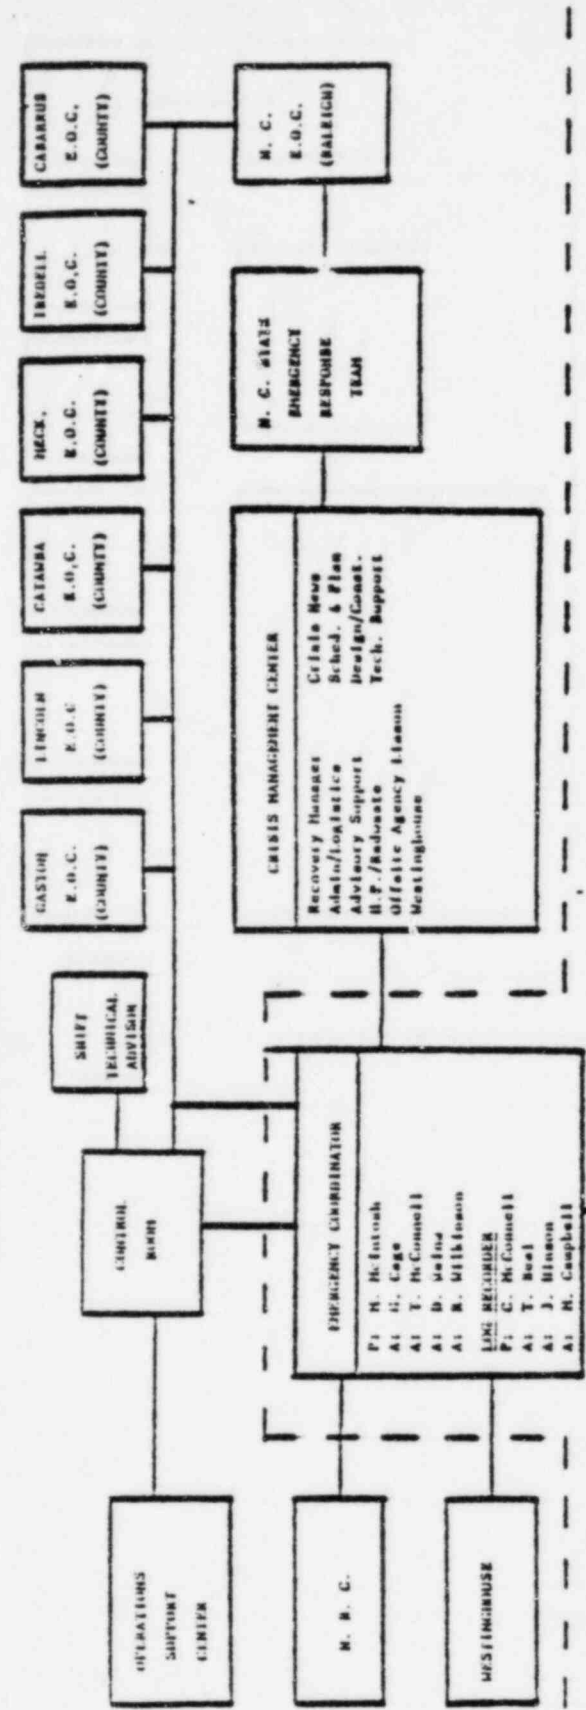 GASTON
E.O.C.
(COUNTY)
LINCOLN
E.O.C
(COUNTY)
CATAWBA
E.O.C.
(COUNTY)
MECK.
E.O.C.
(COUNTY)
IREDELL
E.O.C.
(COUNTY)
CABARRUS
E.O.C.
(COUNTY)
SHIFT
TECHNICAL
ADVISOR
OPERATIONS
SUPPORT
CENTER
CONTROL
ROOM
N. R. C.
WESTINGHOUSE
EMERGENCY COORDINATOR
P: M. McIntosh
A: G. Cage
A: T. McConnell
A: D.
A: R. Wilkinson
LOG RECORDER
P: C. McConnell
A: T. Beal
A: J.
A: M. Campbell
CRISIS MANAGEMENT CENTER
Recovery Manager Crisis News
Admin/Logistics Sched. & Plan
Advisory Support Design/Const.
H.P./Radwaste Tech. Support
Offsite Agency Liason
Westinghouse
N. C. STATE
EMERGENCY
RESPONSE
TEAM
N. C.
E.O.C.
(RALEIGH)